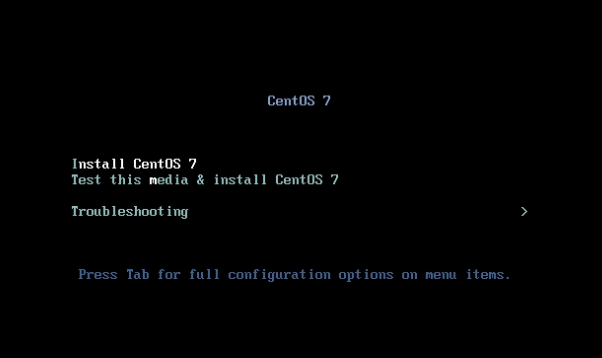 CentOS 7
Install CentOS 7
Test this media & install CentOS 7
Troubleshooting >
Press Tab for full configuration options on menu items.